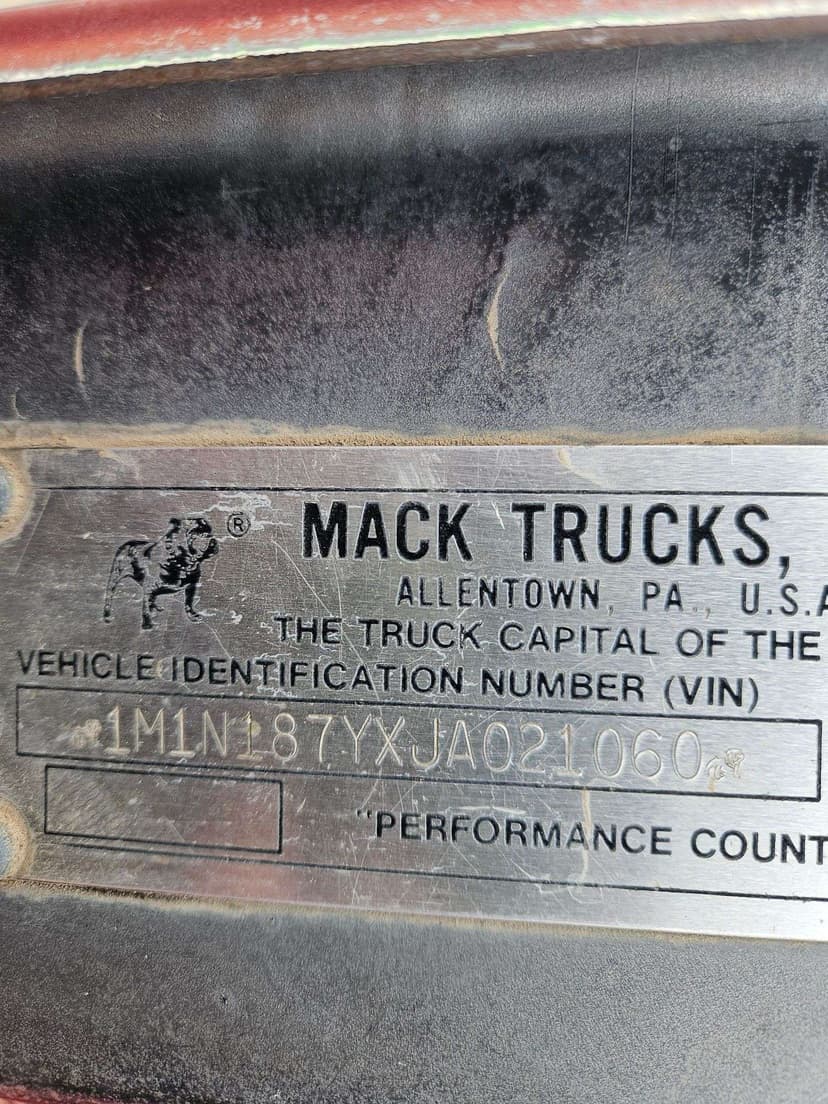 ®
MACK TRUCKS,
ALLENTOWN, PA., U.S.A
THE TRUCK CAPITAL OF THE
VEHICLE IDENTIFICATION NUMBER (VIN)
1M1N187YXJA021060
"PERFORMANCE COUNT